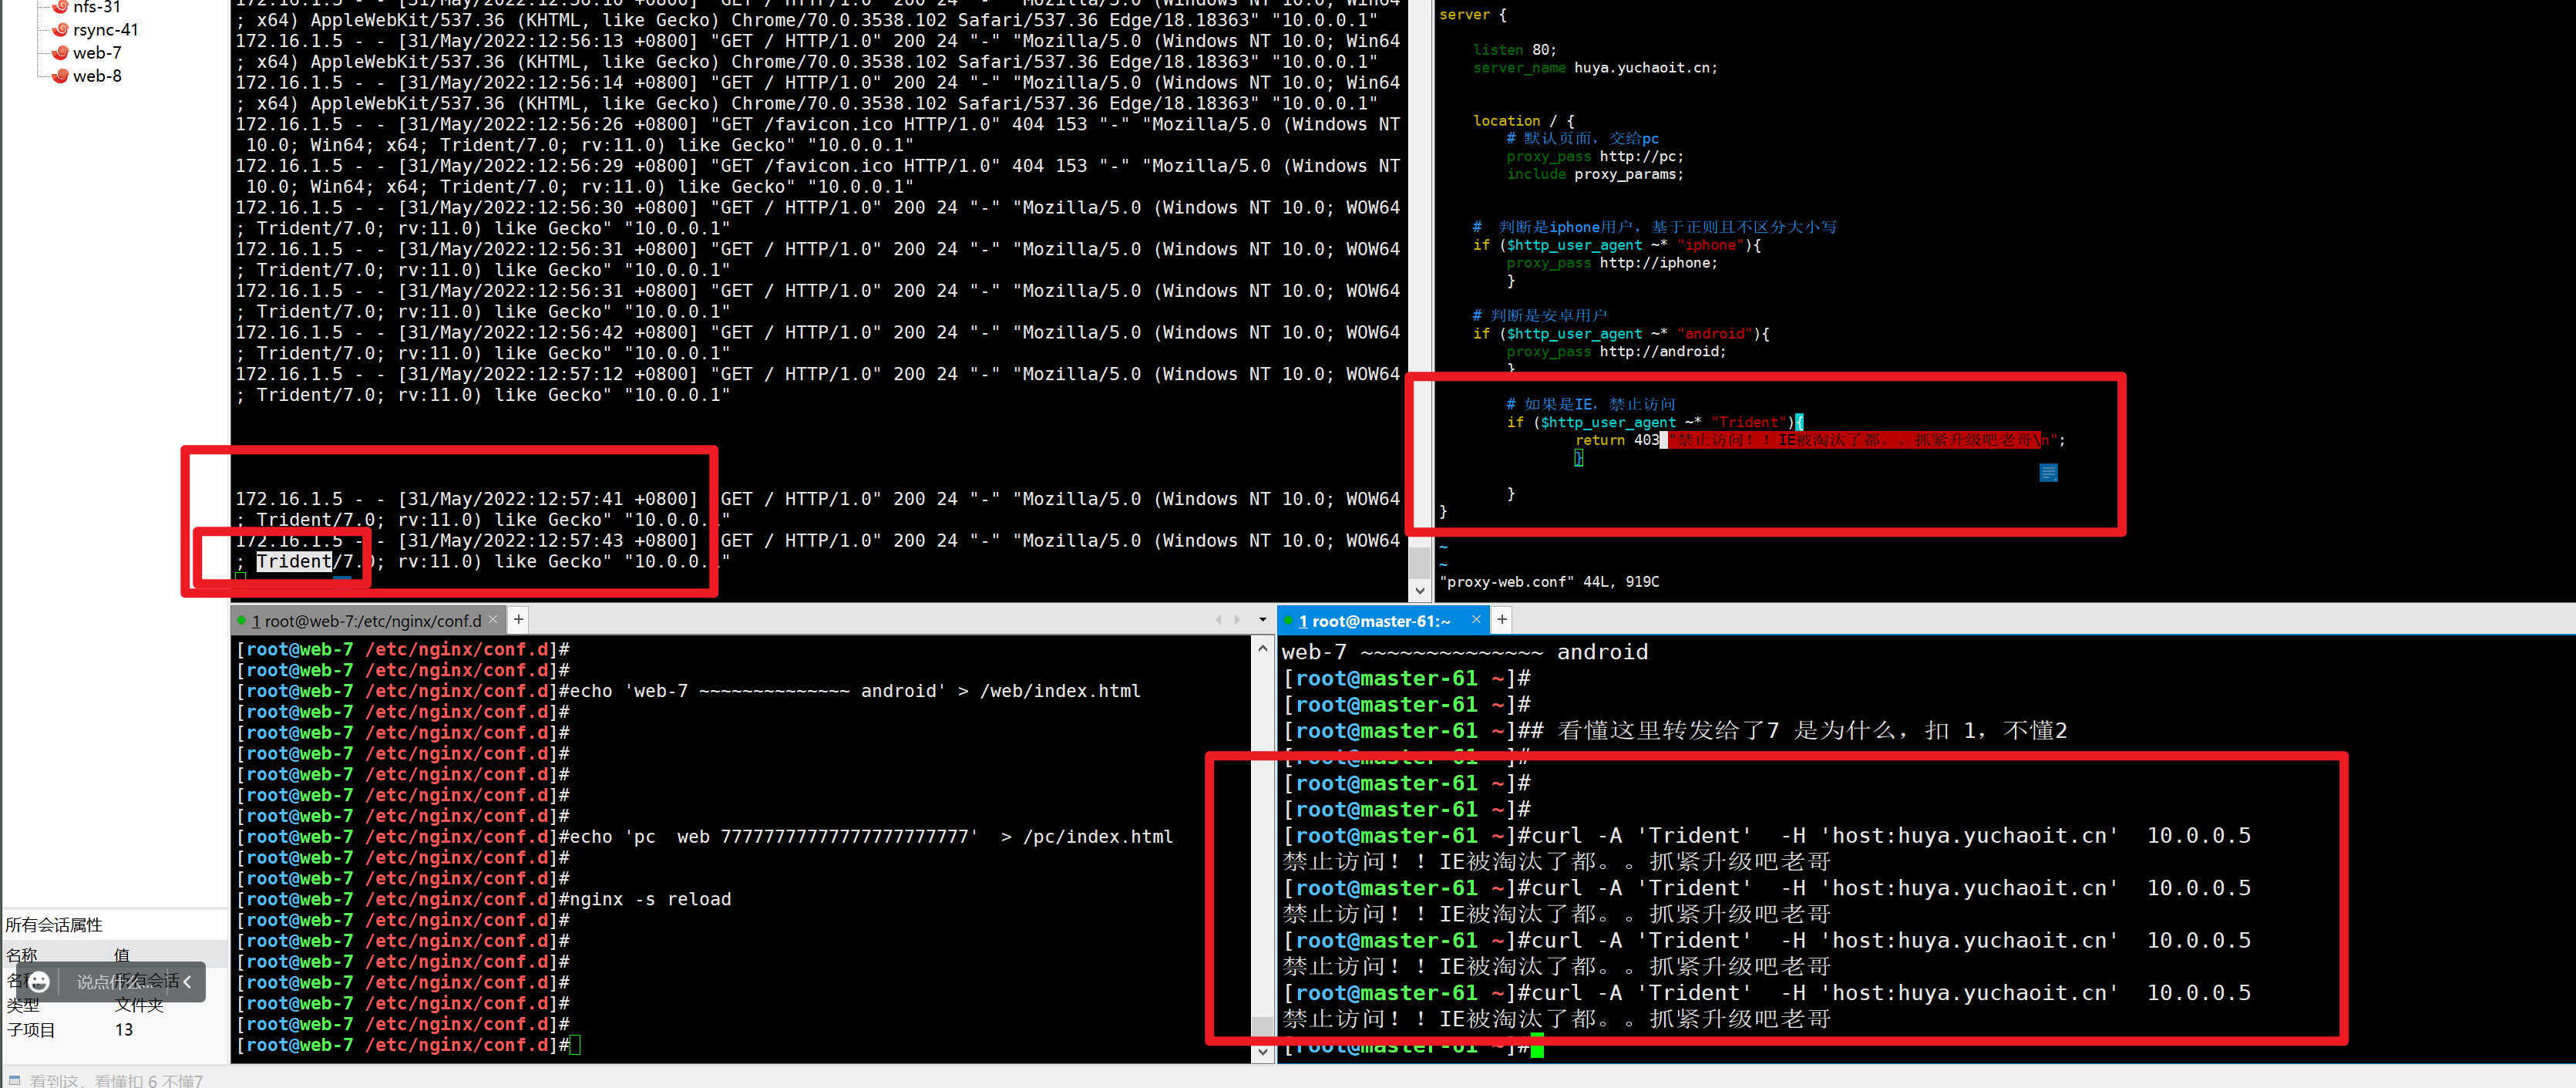 nfs-31
rsync-41
web-7
web-8
所有会话属性
名称 值
所有会话
类型 文件夹
子项目 13
看到这，看懂扣 6 不懂7
172.16.1.5 - - [31/May/2022:12:56:10 +0800] "GET / HTTP/1.0" 200 24 "-" "Mozilla/5.0 (Windows NT 10.0; Win64
; x64) AppleWebKit/537.36 (KHTML, like Gecko) Chrome/70.0.3538.102 Safari/537.36 Edge/18.18363" "10.0.0.1"
172.16.1.5 - - [31/May/2022:12:56:13 +0800] "GET / HTTP/1.0" 200 24 "-" "Mozilla/5.0 (Windows NT 10.0; Win64
; x64) AppleWebKit/537.36 (KHTML, like Gecko) Chrome/70.0.3538.102 Safari/537.36 Edge/18.18363" "10.0.0.1"
172.16.1.5 - - [31/May/2022:12:56:14 +0800] "GET / HTTP/1.0" 200 24 "-" "Mozilla/5.0 (Windows NT 10.0; Win64
; x64) AppleWebKit/537.36 (KHTML, like Gecko) Chrome/70.0.3538.102 Safari/537.36 Edge/18.18363" "10.0.0.1"
172.16.1.5 - - [31/May/2022:12:56:26 +0800] "GET /favicon.ico HTTP/1.0" 404 153 "-" "Mozilla/5.0 (Windows NT
10.0; Win64; x64; Trident/7.0; rv:11.0) like Gecko" "10.0.0.1"
172.16.1.5 - - [31/May/2022:12:56:29 +0800] "GET /favicon.ico HTTP/1.0" 404 153 "-" "Mozilla/5.0 (Windows NT
10.0; Win64; x64; Trident/7.0; rv:11.0) like Gecko" "10.0.0.1"
172.16.1.5 - - [31/May/2022:12:56:30 +0800] "GET / HTTP/1.0" 200 24 "-" "Mozilla/5.0 (Windows NT 10.0; WOW64
; Trident/7.0; rv:11.0) like Gecko" "10.0.0.1"
172.16.1.5 - - [31/May/2022:12:56:31 +0800] "GET / HTTP/1.0" 200 24 "-" "Mozilla/5.0 (Windows NT 10.0; WOW64
; Trident/7.0; rv:11.0) like Gecko" "10.0.0.1"
172.16.1.5 - - [31/May/2022:12:56:31 +0800] "GET / HTTP/1.0" 200 24 "-" "Mozilla/5.0 (Windows NT 10.0; WOW64
; Trident/7.0; rv:11.0) like Gecko" "10.0.0.1"
172.16.1.5 - - [31/May/2022:12:56:42 +0800] "GET / HTTP/1.0" 200 24 "-" "Mozilla/5.0 (Windows NT 10.0; WOW64
; Trident/7.0; rv:11.0) like Gecko" "10.0.0.1"
172.16.1.5 - - [31/May/2022:12:57:12 +0800] "GET / HTTP/1.0" 200 24 "-" "Mozilla/5.0 (Windows NT 10.0; WOW64
; Trident/7.0; rv:11.0) like Gecko" "10.0.0.1"
172.16.1.5 - - [31/May/2022:12:57:41 +0800] "GET / HTTP/1.0" 200 24 "-" "Mozilla/5.0 (Windows NT 10.0; WOW64
; Trident/7.0; rv:11.0) like Gecko" "10.0.0.1"
172.16.1.5 - - [31/May/2022:12:57:43 +0800] "GET / HTTP/1.0" 200 24 "-" "Mozilla/5.0 (Windows NT 10.0; WOW64
; Trident/7.0; rv:11.0) like Gecko" "10.0.0.1"
server {
listen 80;
server_name huya.yuchaoit.cn;
location / {
# 默认页面，交给pc
proxy_pass http://pc;
include proxy_params;
#  判断是iphone用户，基于正则且不区分大小写
if ($http_user_agent ~* "iphone"){
proxy_pass http://iphone;
}
# 判断是安卓用户
if ($http_user_agent ~* "android"){
proxy_pass http://android;
}
# 如果是IE，禁止访问
if ($http_user_agent ~* "Trident"){
return 403 "禁止访问！！IE被淘汰了都。。抓紧升级吧老哥\n";
}
}
}
~
~
"proxy-web.conf" 44L, 919C
1 root@web-7:/etc/nginx/conf.d × +
[root@web-7 /etc/nginx/conf.d]#
[root@web-7 /etc/nginx/conf.d]#
[root@web-7 /etc/nginx/conf.d]#echo 'web-7 ~~~~~~~~~~~~~~ android' > /web/index.html
[root@web-7 /etc/nginx/conf.d]#
[root@web-7 /etc/nginx/conf.d]#
[root@web-7 /etc/nginx/conf.d]#
[root@web-7 /etc/nginx/conf.d]#
[root@web-7 /etc/nginx/conf.d]#
[root@web-7 /etc/nginx/conf.d]#
[root@web-7 /etc/nginx/conf.d]#echo 'pc  web 77777777777777777777777'  > /pc/index.html
[root@web-7 /etc/nginx/conf.d]#
[root@web-7 /etc/nginx/conf.d]#
[root@web-7 /etc/nginx/conf.d]#nginx -s reload
[root@web-7 /etc/nginx/conf.d]#
[root@web-7 /etc/nginx/conf.d]#
[root@web-7 /etc/nginx/conf.d]#
[root@web-7 /etc/nginx/conf.d]#
[root@web-7 /etc/nginx/conf.d]#
[root@web-7 /etc/nginx/conf.d]#
[root@web-7 /etc/nginx/conf.d]#
1 root@master-61:~ × +
web-7 ~~~~~~~~~~~~~~ android
[root@master-61 ~]#
[root@master-61 ~]#
[root@master-61 ~]## 看懂这里转发给了7 是为什么，扣 1，不懂2
[root@master-61 ~]#
[root@master-61 ~]#
[root@master-61 ~]#
[root@master-61 ~]#curl -A 'Trident'  -H 'host:huya.yuchaoit.cn'  10.0.0.5
禁止访问！！IE被淘汰了都。。抓紧升级吧老哥
[root@master-61 ~]#curl -A 'Trident'  -H 'host:huya.yuchaoit.cn'  10.0.0.5
禁止访问！！IE被淘汰了都。。抓紧升级吧老哥
[root@master-61 ~]#curl -A 'Trident'  -H 'host:huya.yuchaoit.cn'  10.0.0.5
禁止访问！！IE被淘汰了都。。抓紧升级吧老哥
[root@master-61 ~]#curl -A 'Trident'  -H 'host:huya.yuchaoit.cn'  10.0.0.5
禁止访问！！IE被淘汰了都。。抓紧升级吧老哥
[root@master-61 ~]#